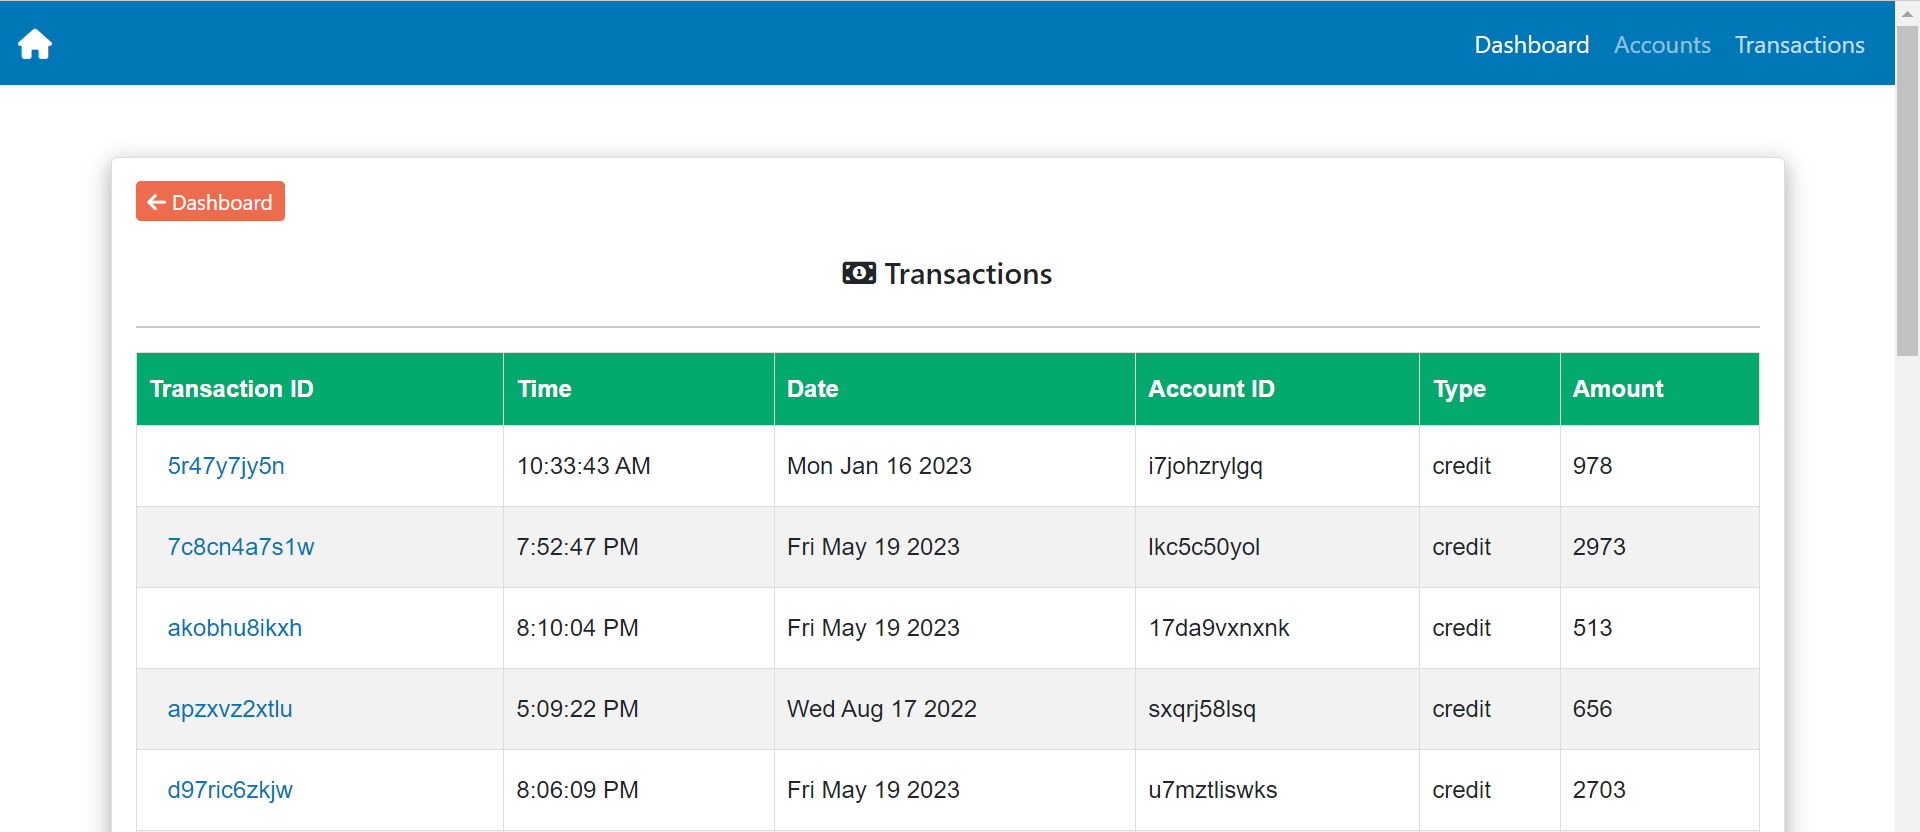 Dashboard Accounts Transactions
Dashboard
Transactions
Transaction ID Time Date Account ID Type Amount
5r47y7jy5n 10:33:43 AM Mon Jan 16 2023 i7johzrylgq credit 978
7c8cn4a7s1w 7:52:47 PM Fri May 19 2023 lkc5c50yol credit 2973
akobhu8ikxh 8:10:04 PM Fri May 19 2023 17da9vxnxnk credit 513
apzxvz2xtlu 5:09:22 PM Wed Aug 17 2022 sxqrj58lsq credit 656
d97ric6zkjw 8:06:09 PM Fri May 19 2023 u7mztliswks credit 2703